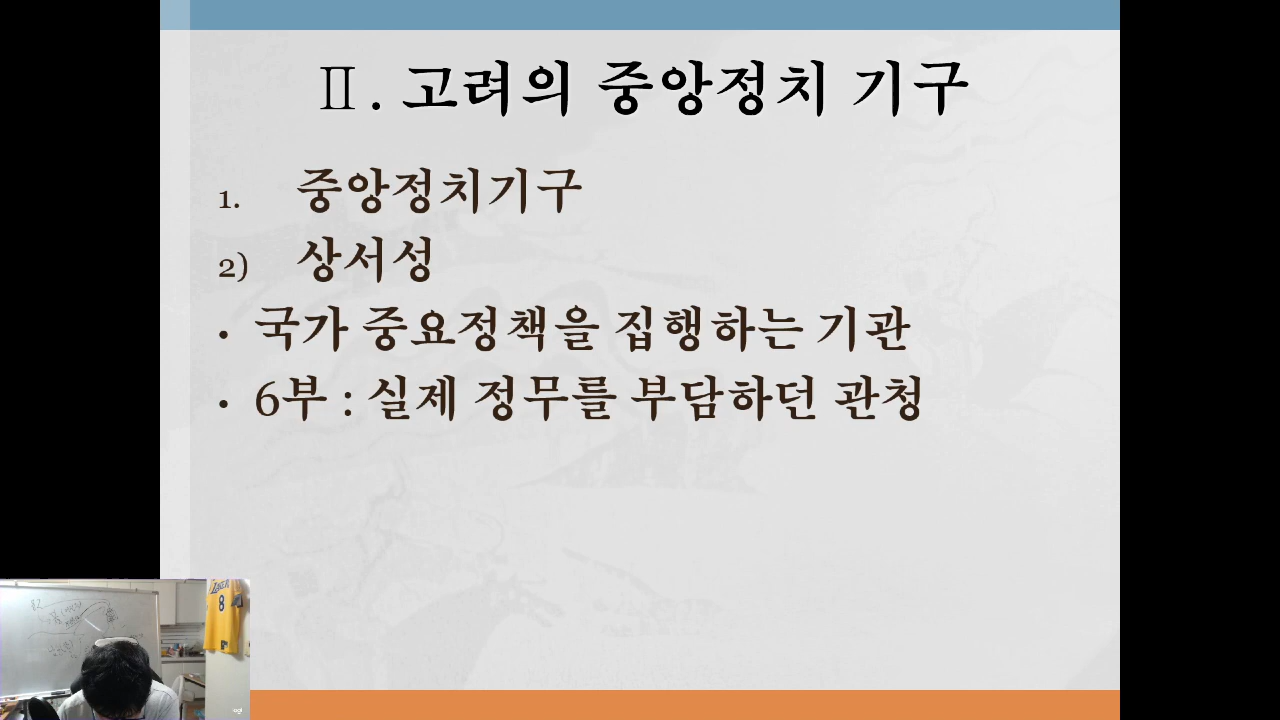 Ⅱ. 고려의 중앙정치 기구
1. 중앙정치기구
2) 상서성
• 국가 중요정책을 집행하는 기관
• 6부 : 실제 정무를 부담하던 관청
8